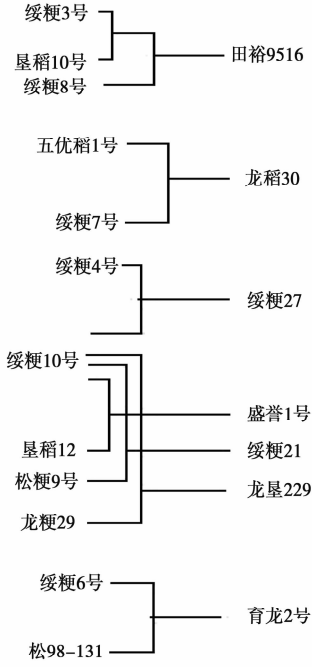 绥粳3号
垦稻10号
田裕9516
绥粳8号
五优稻1号
龙稻30
绥粳7号
绥粳4号
绥粳27
绥粳10号
盛誉1号
垦稻12
绥粳21
松粳9号
龙垦229
龙粳29
绥粳6号
育龙2号
松98-131